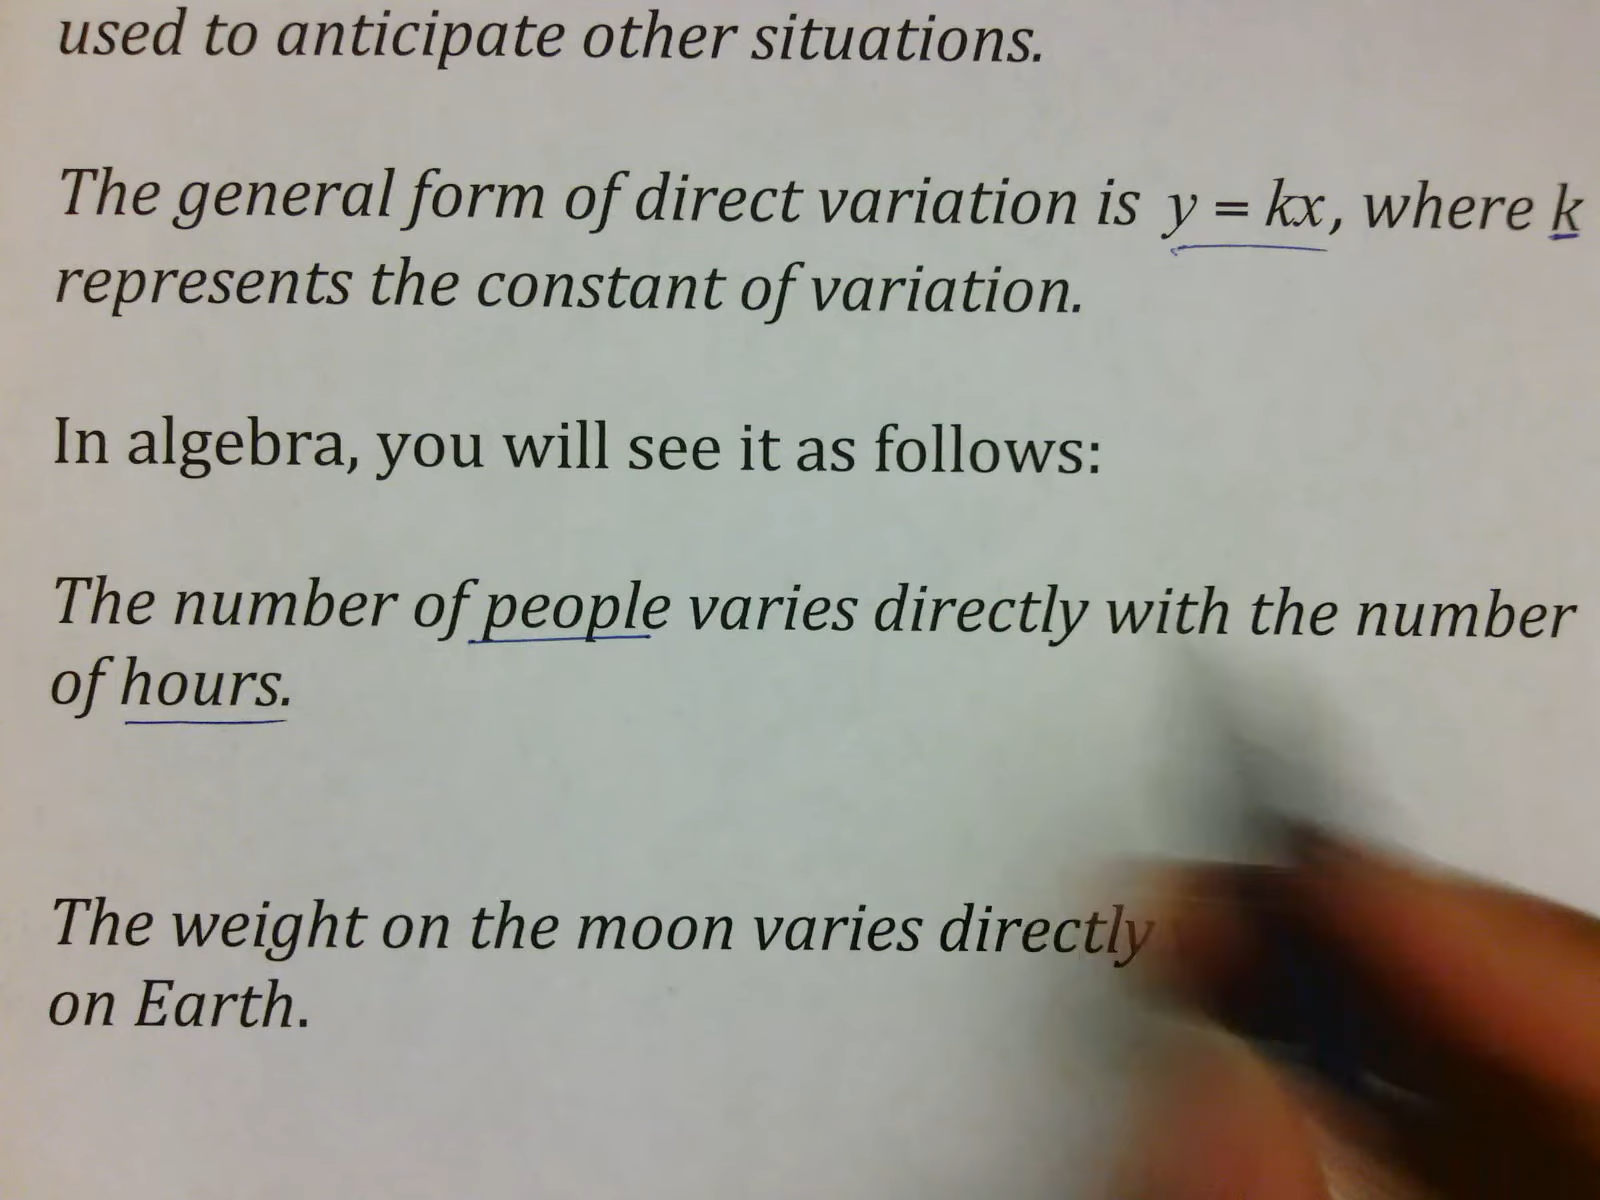 used to anticipate other situations.
The general form of direct variation is y = kx, where k
represents the constant of variation.
In algebra, you will see it as follows:
The number of people varies directly with the number
of hours.
The weight on the moon varies directly
on Earth.